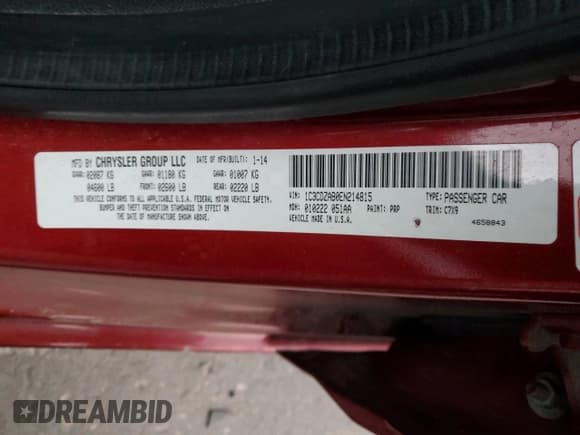 MFD BY CHRYSLER GROUP LLC DATE OF MFR(BUILT): 1-14
GVWR: 02087 KG GAWR: 01180 KG GAWR: 01007 KG
04600 LB FRONT: 02600 LB REAR: 02220 LB
THIS VEHICLE CONFORMS TO ALL APPLICABLE U.S.A. FEDERAL MOTOR VEHICLE SAFETY,
BUMPER AND THEFT PREVENTION STANDARDS IN EFFECT ON
THE DATE OF MANUFACTURE SHOWN ABOVE.
VIN: 1C3CDZAB0EN214815 TYPE: PASSENGER CAR
MDH: 010222 051AA PAINT: PRP TRIM: C7X9
VEHICLE MADE IN U.S.A. 4658843
DREAMBID